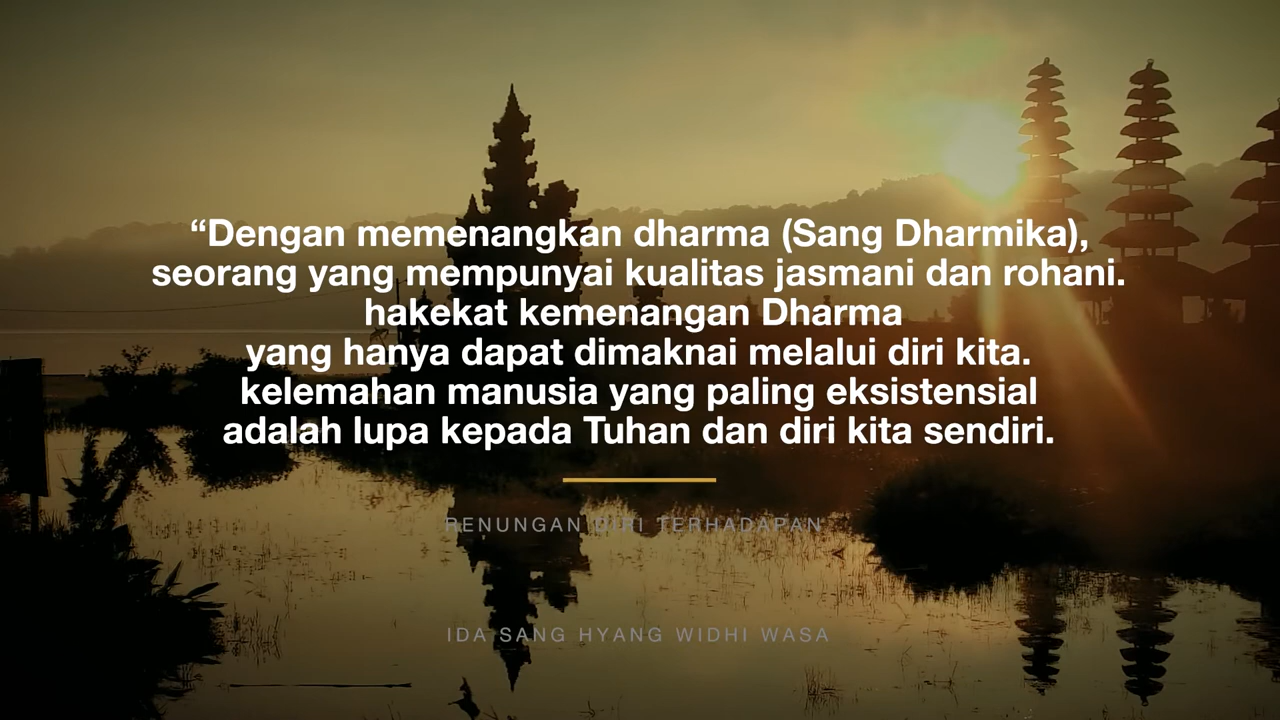 “Dengan memenangkan dharma (Sang Dharmika),
seorang yang mempunyai kualitas jasmani dan rohani.
hakekat kemenangan Dharma
yang hanya dapat dimaknai melalui diri kita.
kelemahan manusia yang paling eksistensial
adalah lupa kepada Tuhan dan diri kita sendiri.
RENUNGAN DIRI TERHADAPAN
IDA SANG HYANG WIDHI WASA